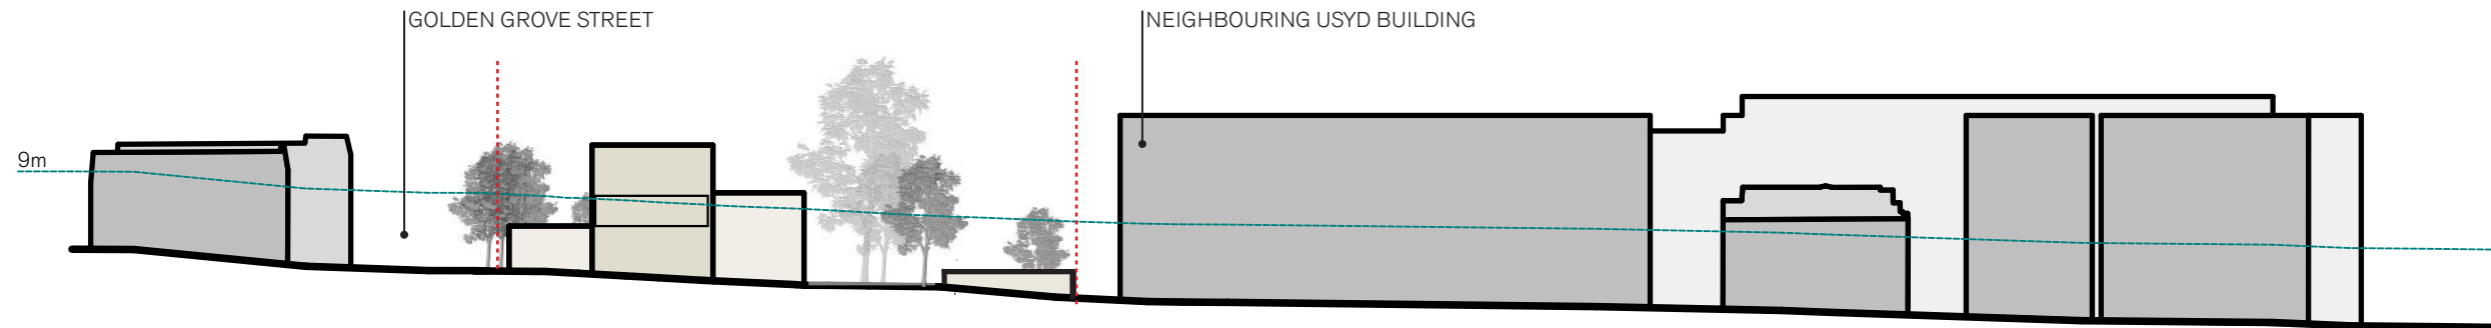 GOLDEN GROVE STREET
NEIGHBOURING USYD BUILDING
9m